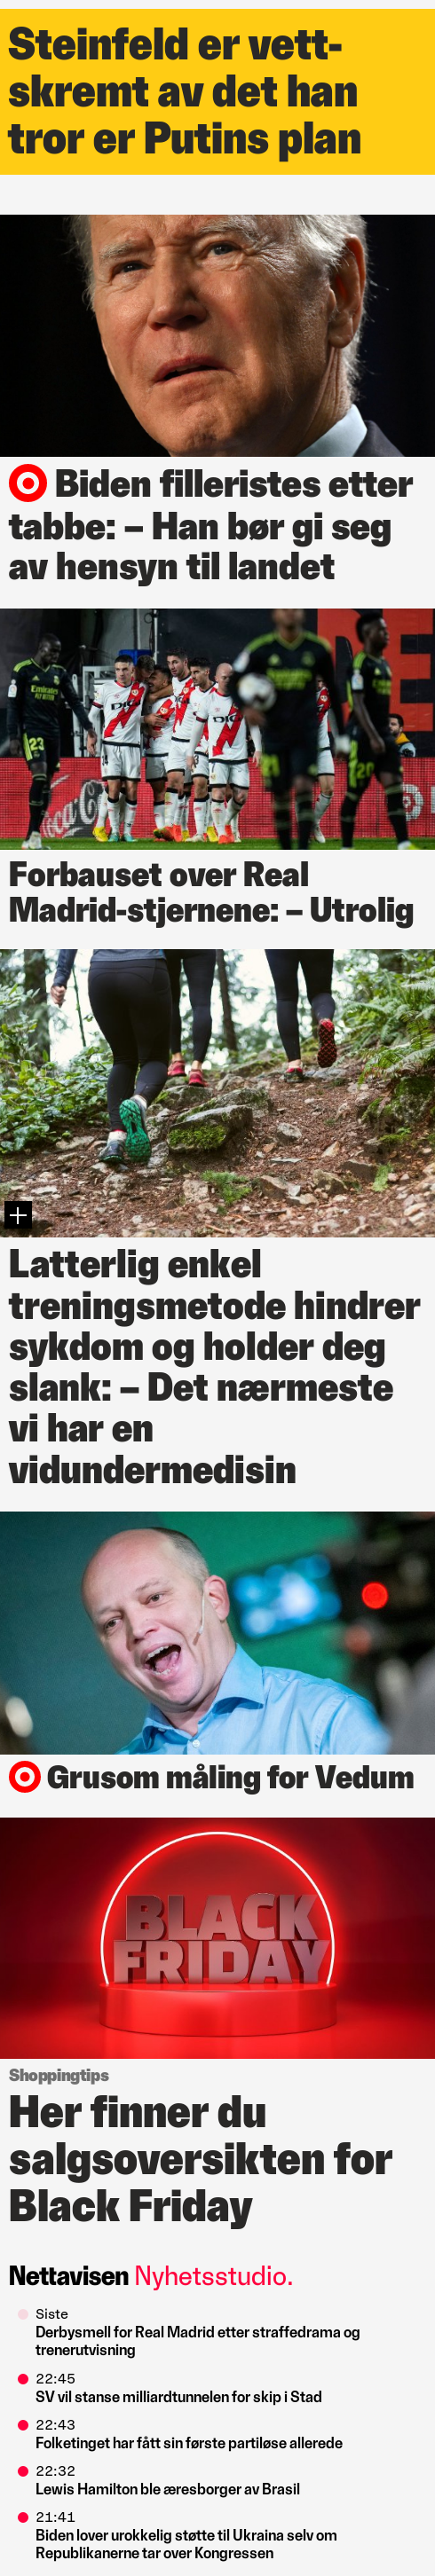 Steinfeld er vett-
skremt av det han
tror er Putins plan
Biden filleristes etter
tabbe: – Han bør gi seg
av hensyn til landet
Emirates
23
DIGI
Coca-C
Forbauset over Real
Madrid-stjernene: – Utrolig
Latterlig enkel
treningsmetode hindrer
sykdom og holder deg
slank: – Det nærmeste
vi har en
vidundermedisin
Grusom måling for Vedum
BLACK
FRIDAY
Shoppingtips
Her finner du
salgsoversikten for
Black Friday
Nettavisen Nyhetsstudio.
Siste
Derbysmell for Real Madrid etter straffedrama og
trenerutvisning
22:45
SV vil stanse milliardtunnelen for skip i Stad
22:43
Folketinget har fått sin første partiløse allerede
22:32
Lewis Hamilton ble æresborger av Brasil
21:41
Biden lover urokkelig støtte til Ukraina selv om
Republikanerne tar over Kongressen